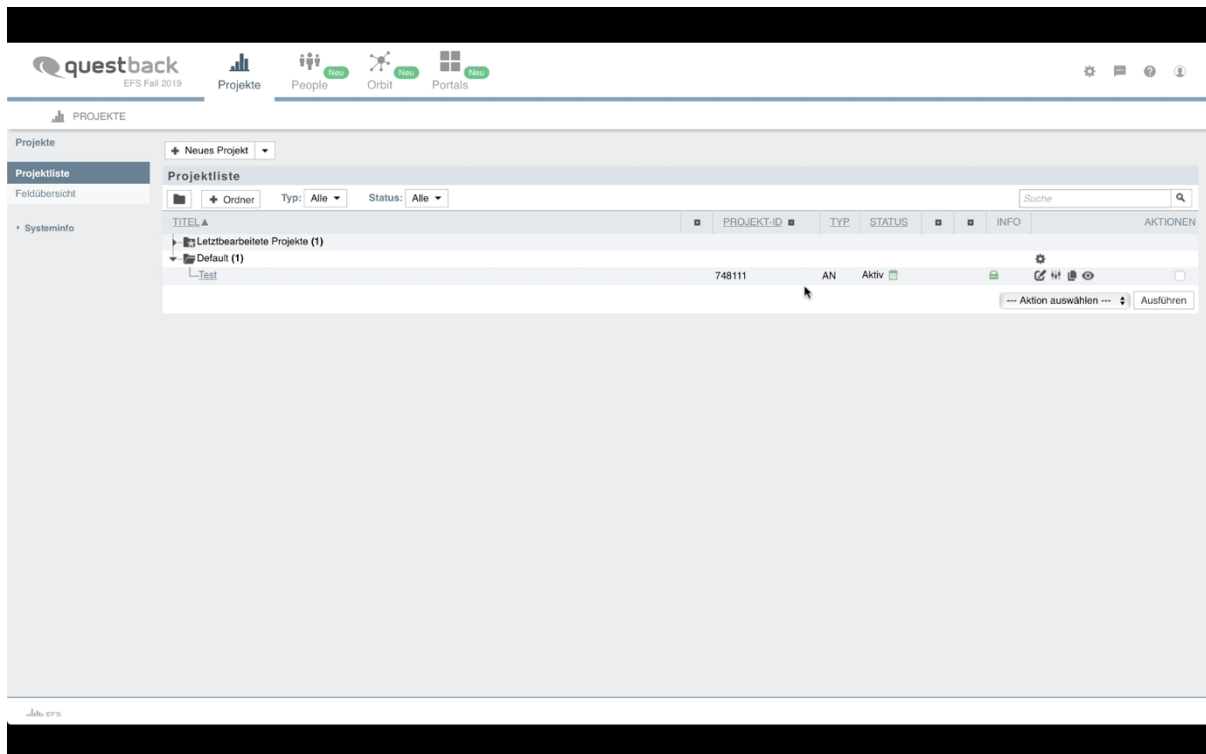 questback
EFS Fall 2019
Projekte
People Neu
Orbit Neu
Portals Neu
PROJEKTE
Projekte
Projektliste
Feldübersicht
Systeminfo
Neues Projekt
Projektliste
Ordner Typ: Alle Status: Alle Suche
TITEL PROJEKT-ID TYP STATUS INFO AKTIONEN
Letztbearbeitete Projekte (1)
Default (1)
Test 748111 AN Aktiv
--- Aktion auswählen --- Ausführen
EFS